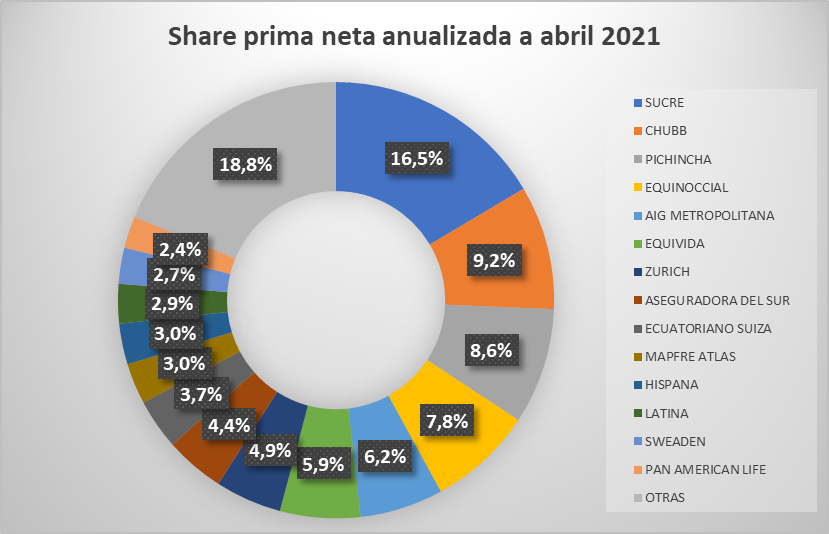 Share prima neta anualizada a abril 2021
16,5%
9,2%
8,6%
7,8%
6,2%
5,9%
4,9%
4,4%
3,7%
3,0%
3,0%
2,9%
2,7%
2,4%
18,8%
SUCRE
CHUBB
PICHINCHA
EQUINOCCIAL
AIG METROPOLITANA
EQUIVIDA
ZURICH
ASEGURADORA DEL SUR
ECUATORIANO SUIZA
MAPFRE ATLAS
HISPANA
LATINA
SWEADEN
PAN AMERICAN LIFE
OTRAS